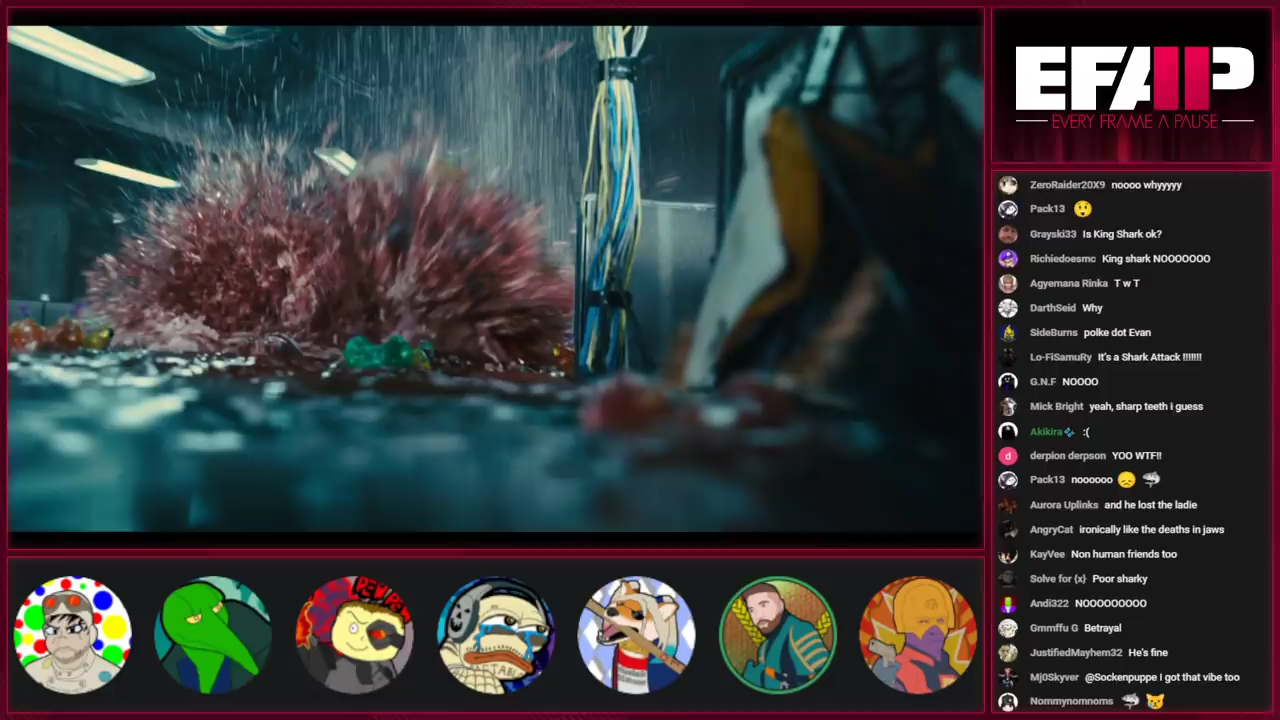 EFAP
EVERY FRAME A PAUSE
ZeroRaider20X9 noooo whyyyyy
Pack13 😲
Grayski33 Is King Shark ok?
Richiedoesmc King shark NOOOOOOO
Agyemana Rinka T w T
DarthSeid Why
SideBurns polke dot Evan
Lo-FiSamuRy It's a Shark Attack !!!!!!!
G.N.F NOOOO
Mick Bright yeah, sharp teeth i guess
Akikira :(
d
derpion derpson YOO WTF!!
Pack13 noooooo 😞 🦈
Aurora Uplinks and he lost the ladie
AngryCat ironically like the deaths in jaws
KayVee Non human friends too
Solve for {x} Poor sharky
Andi322 NOOOOOOOOO
Gmmffu G Betrayal
JustifiedMayhem32 He's fine
Mj0Skyver @Sockenpuppe I got that vibe too
Nommynomnoms 🦈 😿